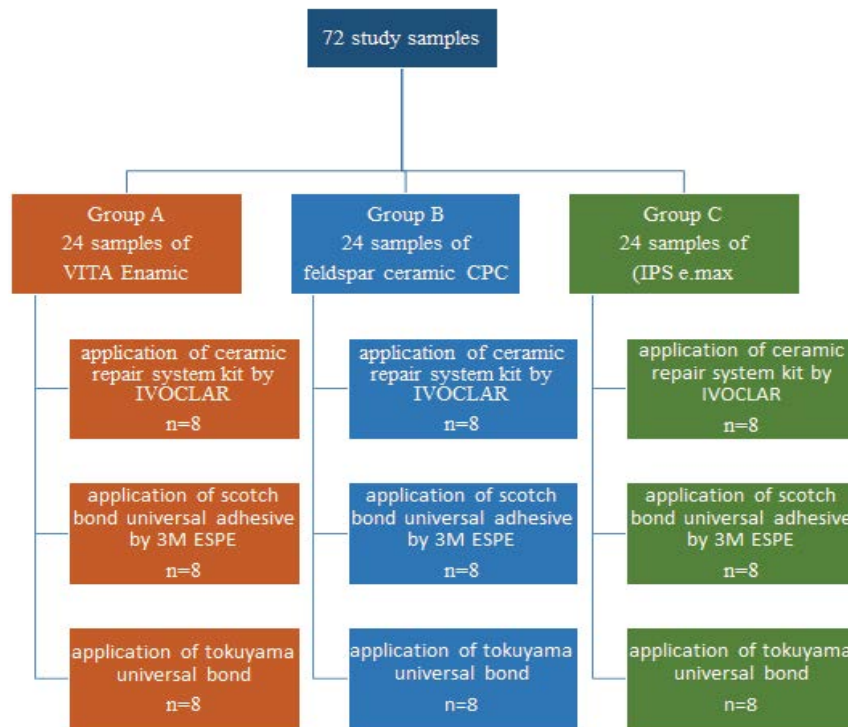 72 study samples
Group A
24 samples of
VITA Enamic
Group B
24 samples of
feldspar ceramic CPC
Group C
24 samples of
(IPS e.max
application of ceramic
repair system kit by
IVOCLAR
n=8
application of ceramic
repair system kit by
IVOCLAR
n=8
application of ceramic
repair system kit by
IVOCLAR
n=8
application of scotch
bond universal adhesive
by 3M ESPE
n=8
application of scotch
bond universal adhesive
by 3M ESPE
n=8
application of scotch
bond universal adhesive
by 3M ESPE
n=8
application of tokuyama
universal bond
n=8
application of tokuyama
universal bond
n=8
application of tokuyama
universal bond
n=8